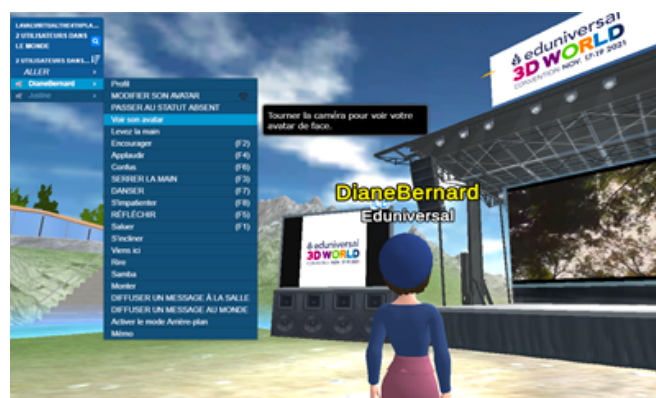 LAVALVIRTUALTHE4THPLA...
2 UTILISATEURS DANS
LE MONDE
2 UTILISATEURS DANS...
ALLER
DianeBernard
Justine
Profil
MODIFIER SON AVATAR
PASSER AU STATUT ABSENT
Voir son avatar
Levez la main
Encourager (F2)
Applaudir (F4)
Confus (F6)
SERRER LA MAIN (F3)
DANSER (F7)
S'impatienter (F8)
RÉFLÉCHIR (F5)
Saluer (F1)
S'incliner
Viens ici
Rire
Samba
Monter
DIFFUSER UN MESSAGE À LA SALLE
DIFFUSER UN MESSAGE AU MONDE
Activer le mode Arrière-plan
Mémo
Tourner la caméra pour voir votre
avatar de face.
DianeBernard
Eduniversal
eduniversal
3D WORLD
CONVENTION NOV. 17-19 2021
eduniversal
3D WORLD